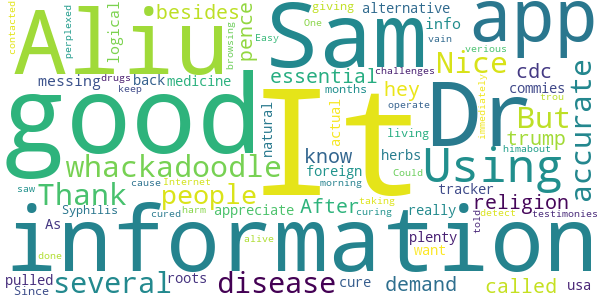 Aliu
Sam
app
good
It
Dr
information
besides
pence
logical
contacted
perplexed
alternative
info
giving
One
vain
browsing
Easy
verious
Nice
cdc
commies
accurate
messing
drugs
back
medicine
keep
essential
challenges
hey
months
operate
immediately
natural
actual
living
But
trump
trou
whackadoodle
know
herbs
Using
himabout
foreign
tracker
saw
cause
Internet
Could
morning
taking
Thank
people
cured
curing
After
religion
Syphilis
harm
appreciate
really
told
detect
testimonies
As
plenty
want
done
alive
pulled
Since
several
roots
disease
cure
demand
called
usa